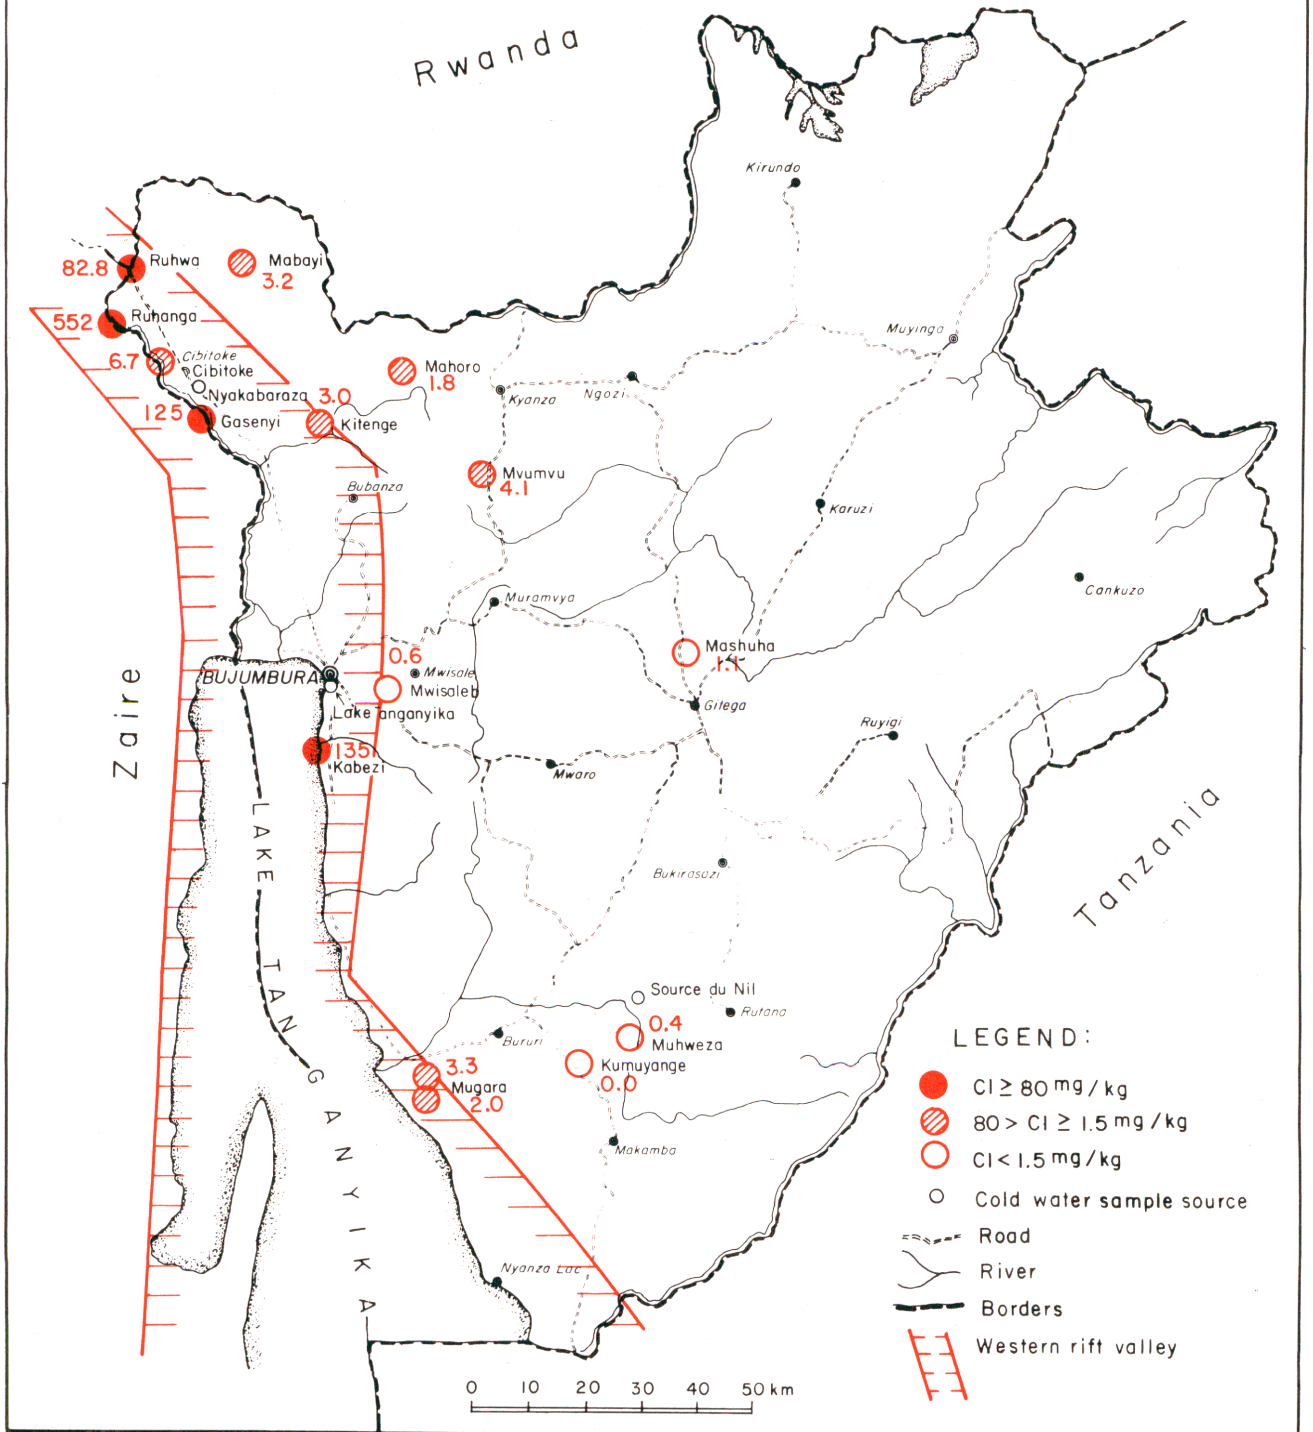 Rwanda
Kirundo
Ruhwa
82.8
Mabayi
3.2
Ruhanga
552
Muyinga
Cibitoke
6.7
Cibitoke
Mahoro
1.8
Nyakabaraza
3.0
Kyanza
Ngozi
125
Gasenyi
Kitenge
Mvumvu
4.1
Bubanza
Karuzi
Cankuzo
Muramvya
Mashuha
1.1
0.6
Mwisale
BUJUMBURA
Mwisale
Zaire
Gitega
Lake Tanganyika
Ruyigi
1351
Kabezi
Mwaro
Tanzania
LAKE TANGANYIKA
Bukirasazi
Source du Nil
Rutana
0.4
Muhweza
Bururi
LEGEND:
Kumuyange
0.0
3.3
Mugara
2.0
Cl ≥ 80 mg/kg
80 > Cl ≥ 1.5 mg/kg
Makamba
Cl < 1.5 mg/kg
Cold water sample source
Road
Nyanza Lac
River
Borders
Western rift valley
0 10 20 30 40 50 km